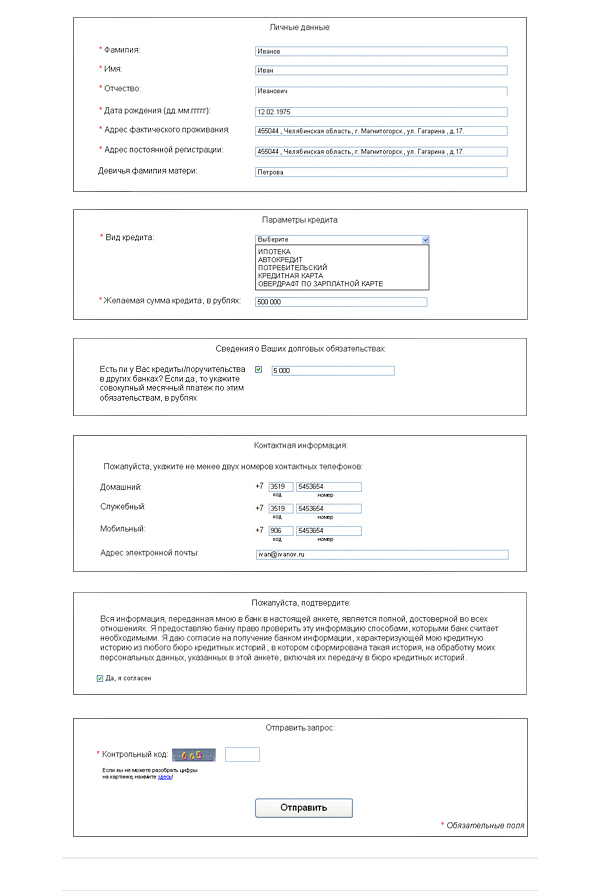 Личные данные:
* Фамилия: Иванов
* Имя: Иван
* Отчество: Иванович
* Дата рождения (дд.мм.гггг): 12.02.1975
* Адрес фактического проживания: 455044 , Челябинская область, г. Магнитогорск , ул. Гагарина , д.17.
* Адрес постоянной регистрации: 455044 , Челябинская область, г. Магнитогорск , ул. Гагарина , д.17.
Девичья фамилия матери: Петрова
Параметры кредита:
* Вид кредита: Выберите
ИПОТЕКА
АВТОКРЕДИТ
ПОТРЕБИТЕЛЬСКИЙ
КРЕДИТНАЯ КАРТА
ОВЕРДРАФТ ПО ЗАРПЛАТНОЙ КАРТЕ
* Желаемая сумма кредита, в рублях: 500 000
Сведения о Ваших долговых обязательствах:
Есть ли у Вас кредиты/поручительства 5 000
в других банках? Если да, то укажите
совокупный месячный платеж по этим
обязательствам, в рублях
Контактная информация:
Пожалуйста, укажите не менее двух номеров контактных телефонов:
Домашний: +7 3519 5453654
код номер
Служебный: +7 3519 5453654
код номер
Мобильный: +7 906 5453654
код номер
Адрес электронной почты: ivan@ivanov.ru
Пожалуйста, подтвердите:
Вся информация, переданная мною в банк в настоящей анкете, является полной, достоверной во всех
отношениях. Я предоставляю банку право проверить эту информацию способами, которыми банк считает
необходимыми. Я даю согласие на получение банком информации , характеризующей мою кредитную
историю из любого бюро кредитных историй , в котором сформирована такая история, на обработку моих
персональных данных, указанных в этой анкете , включая их передачу в бюро кредитных историй .
Да, я согласен
Отправить запрос:
* Контрольный код:
Если вы не можете разобрать цифры
на картинке, нажмите здесь!
Отправить
* Обязательные поля